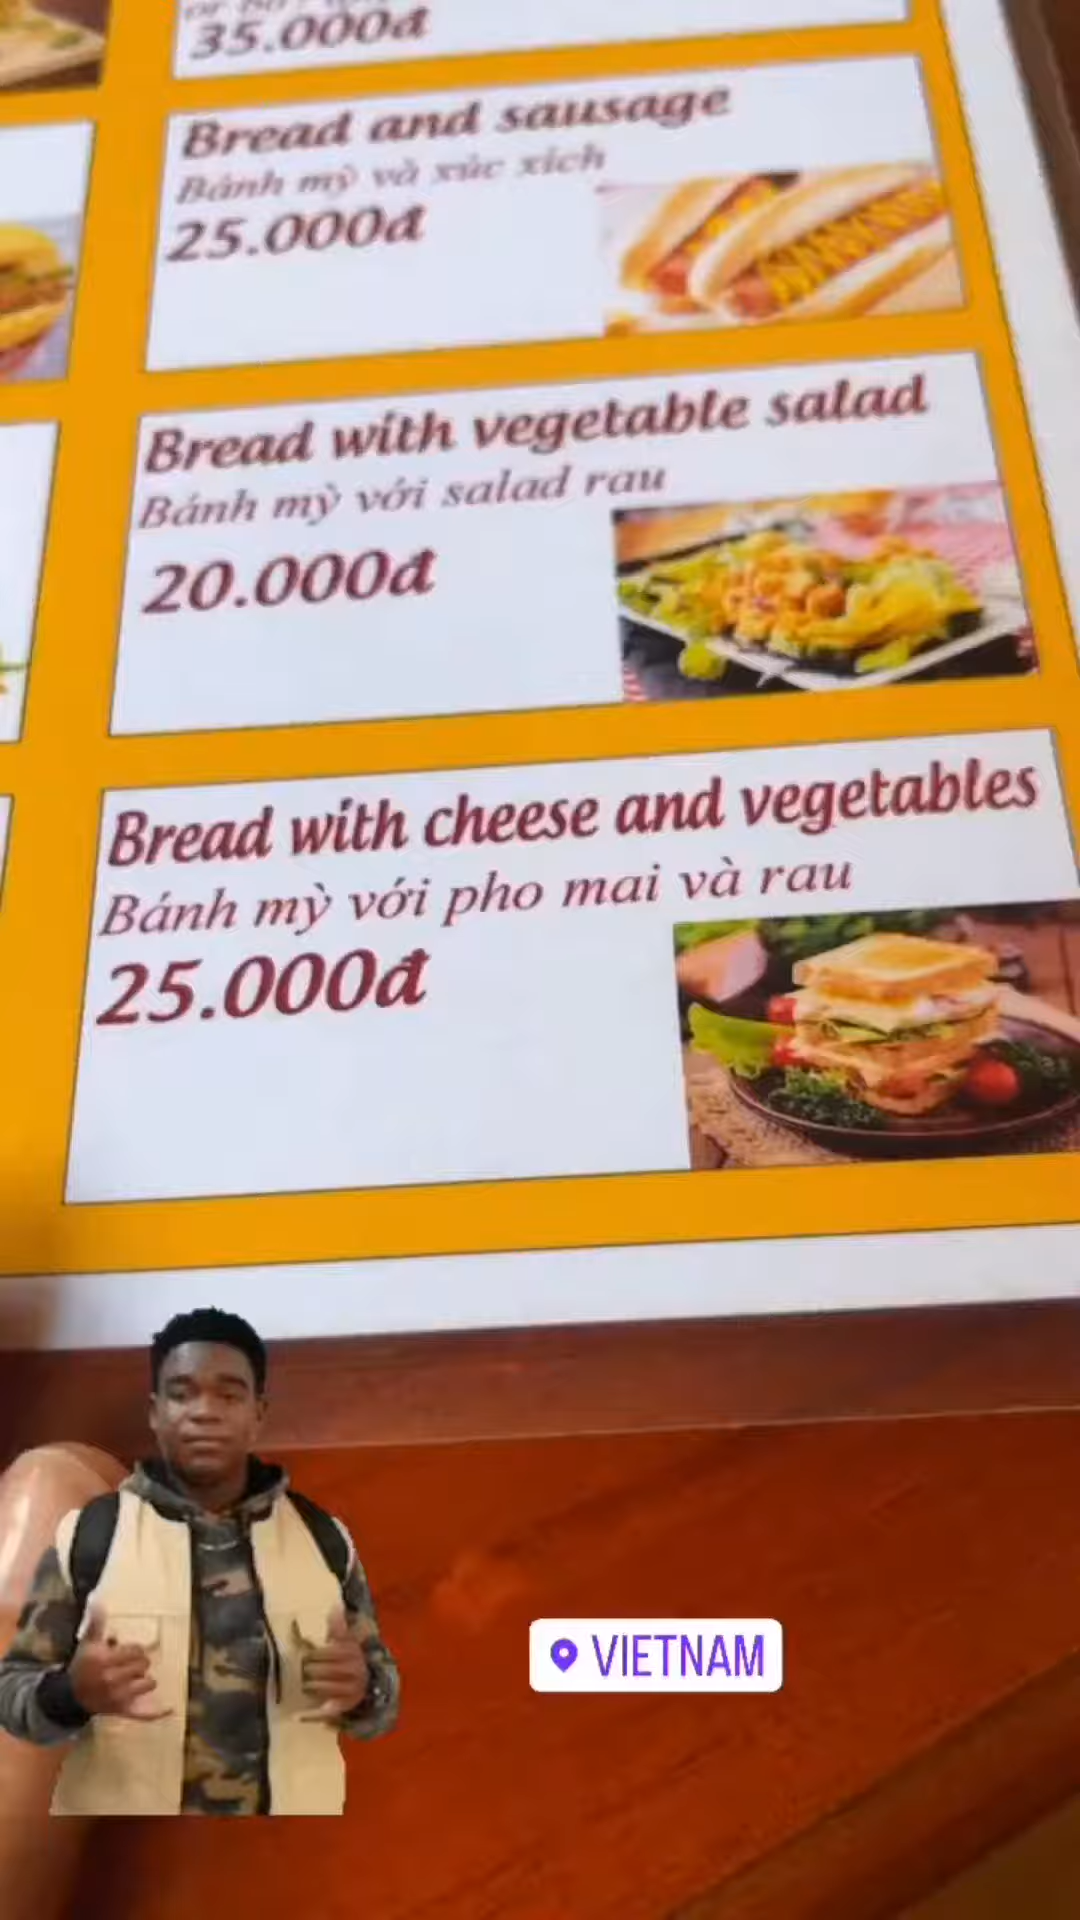 35.000đ
Bread and sausage
Bánh mỳ và xúc xích
25.000đ
Bread with vegetable salad
Bánh mỳ với salad rau
20.000đ
Bread with cheese and vegetables
Bánh mỳ với pho mai và rau
25.000đ
VIETNAM